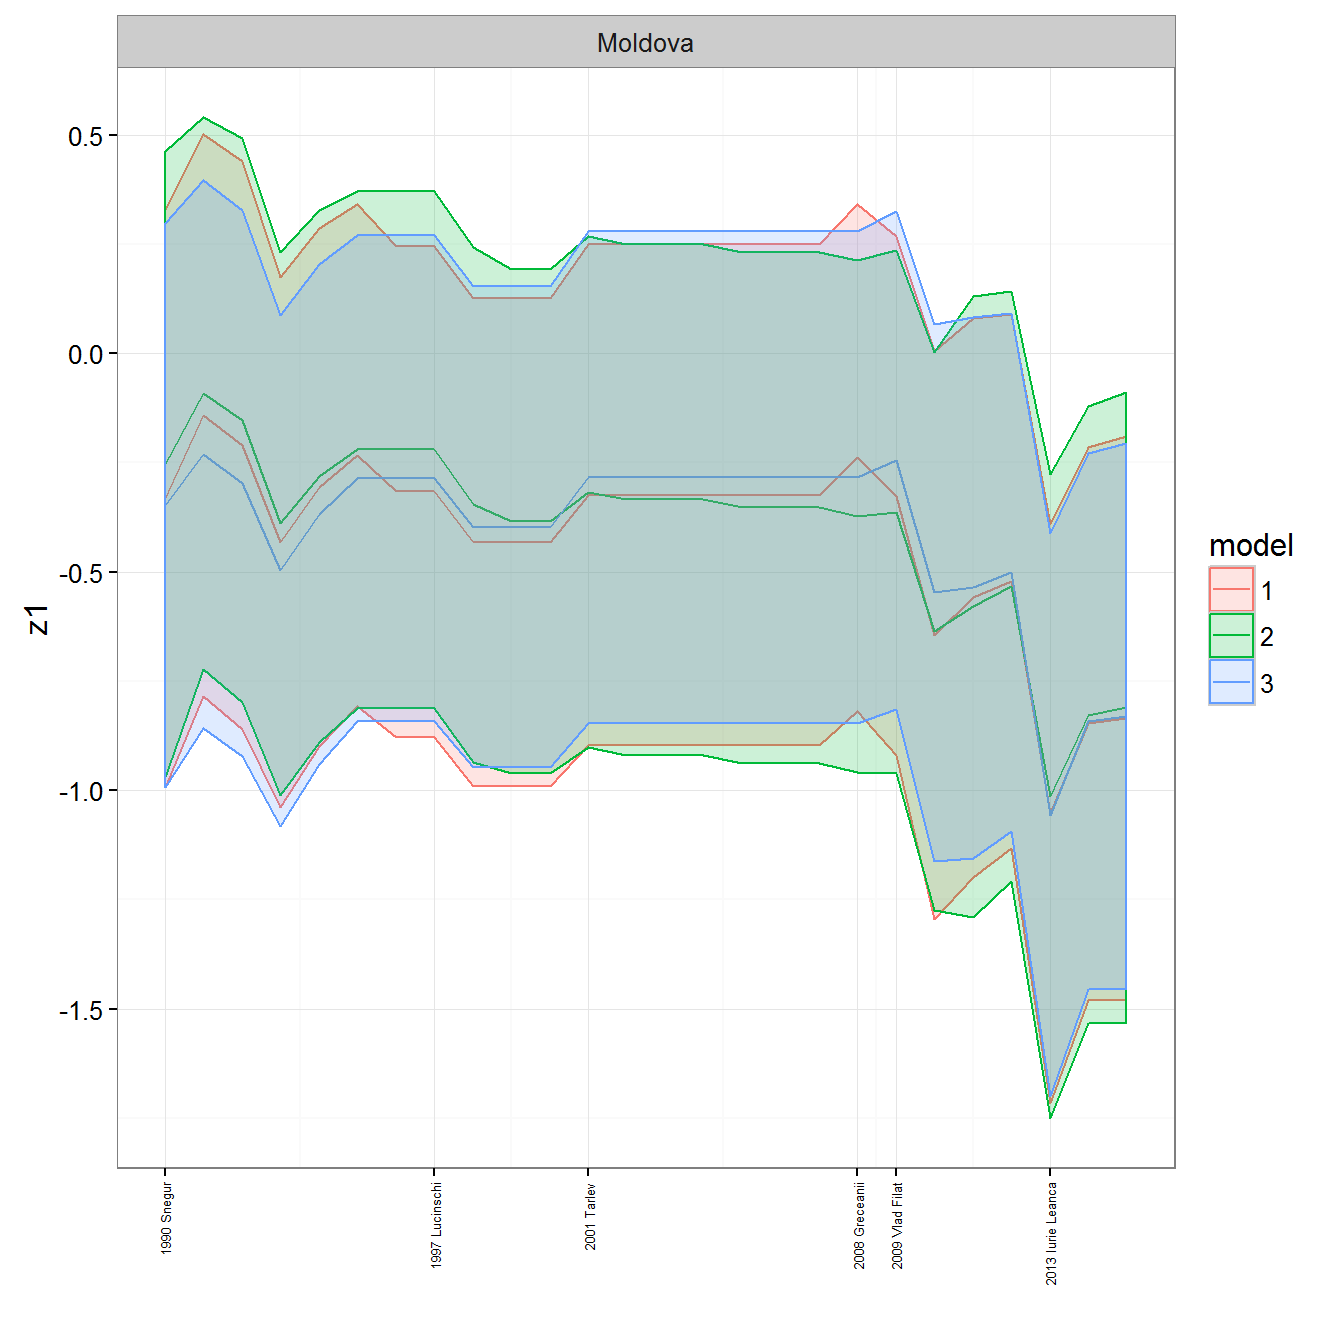 Moldova
0.5
0.0
-0.5
-1.0
-1.5
z1
1990 Snegur
1997 Lucinschi
2001 Tarlev
2008 Greceanii
2009 Vlad Filat
2013 Iurie Leanca
model
1
2
3